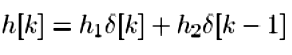 h[k] = h₁δ[k] + h₂δ[k − 1]